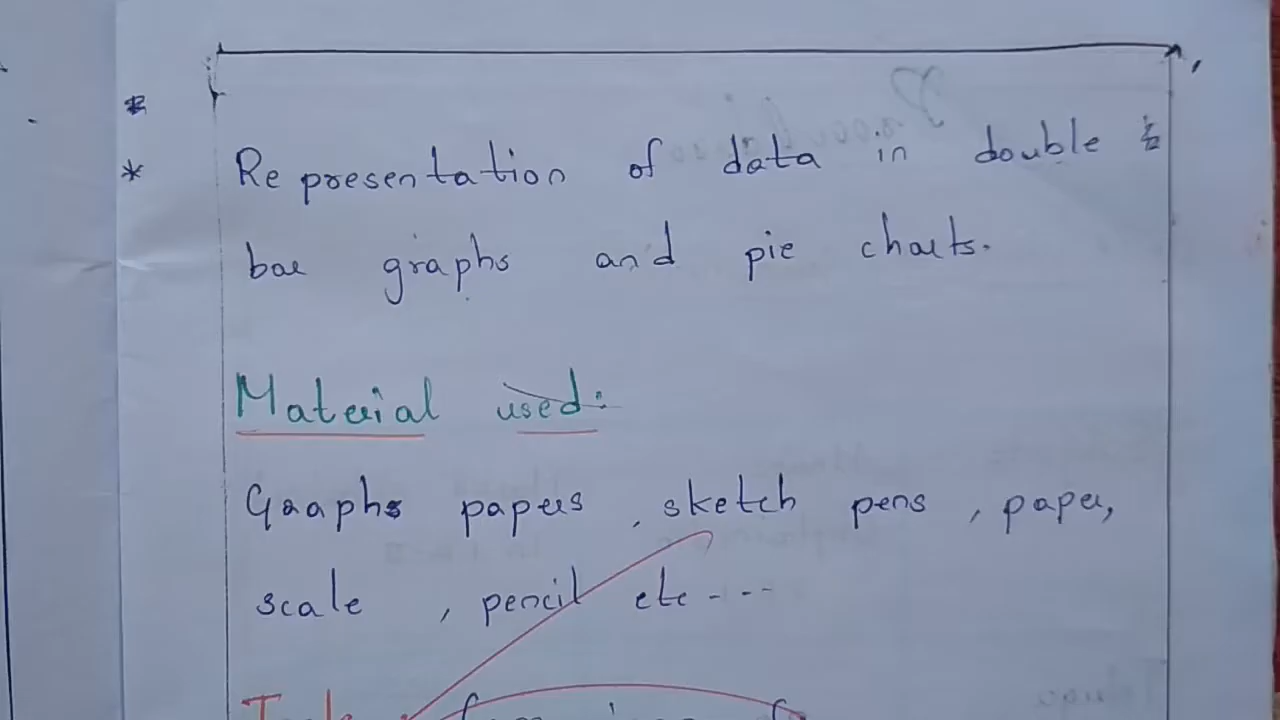 * Representation of data in double
bar graphs and pie charts.
Material used:
Graphs papers, sketch pens, paper,
scale, pencil etc----